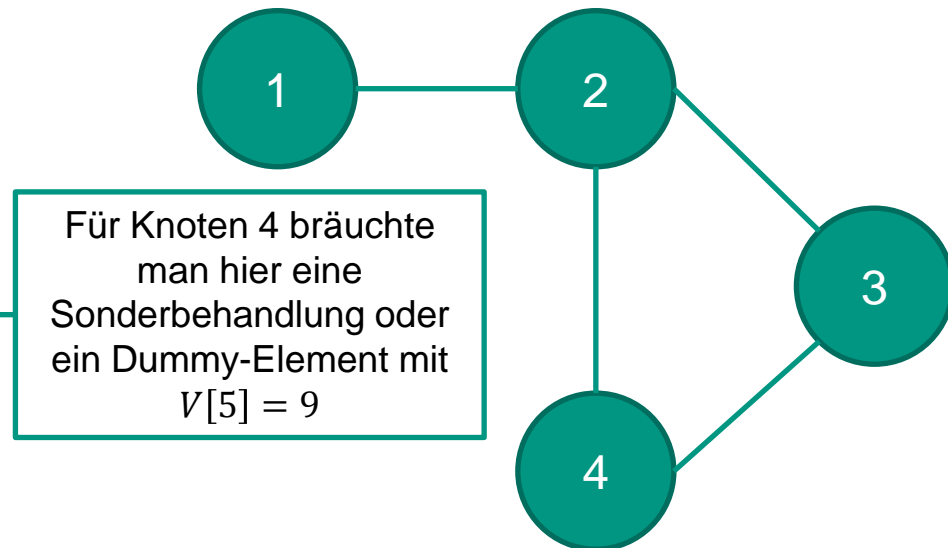 1
2
Für Knoten 4 bräuchte
man hier eine
Sonderbehandlung oder
ein Dummy-Element mit
𝑉[5] = 9
3
4